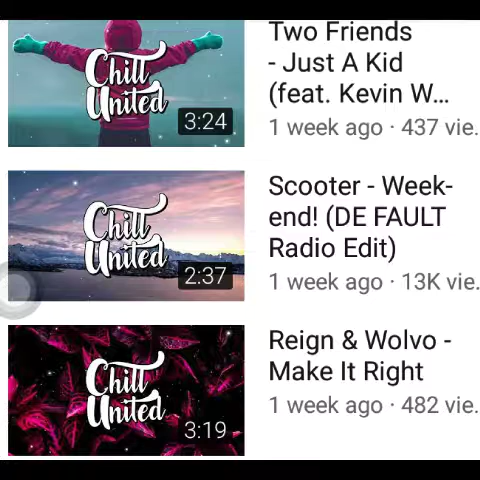 Two Friends
- Just A Kid
(feat. Kevin W...
1 week ago · 437 vie.
Chill
United
3:24
Scooter - Week-
end! (DE FAULT
Radio Edit)
1 week ago · 13K vie.
Chill
United
2:37
Reign & Wolvo -
Make It Right
1 week ago · 482 vie.
Chill
United
3:19